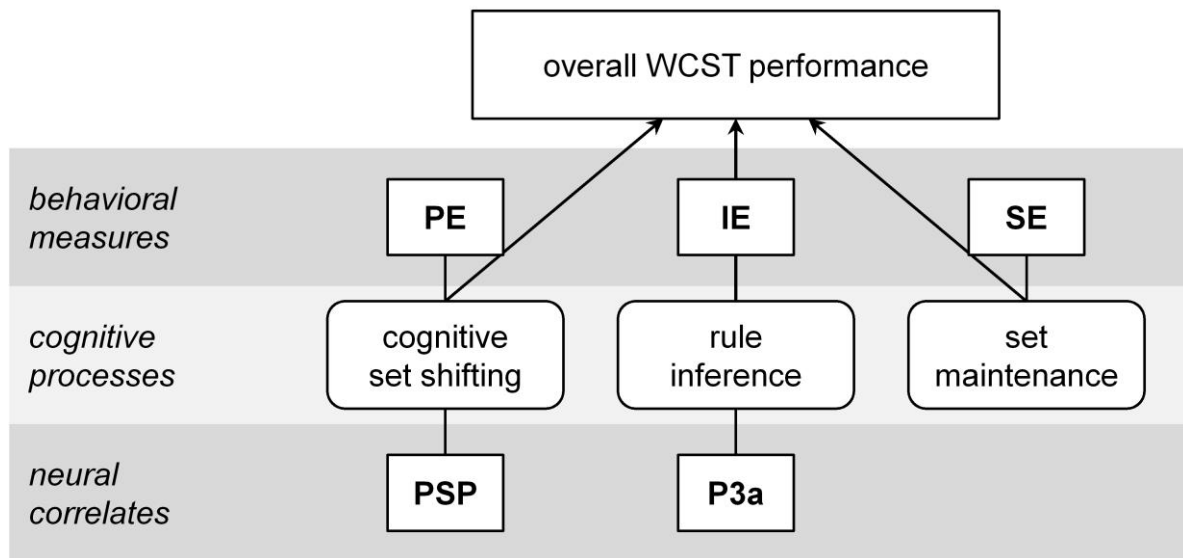 overall WCST performance
behavioral
measures
PE
IE
SE
cognitive
processes
cognitive
set shifting
rule
inference
set
maintenance
neural
correlates
PSP
P3a